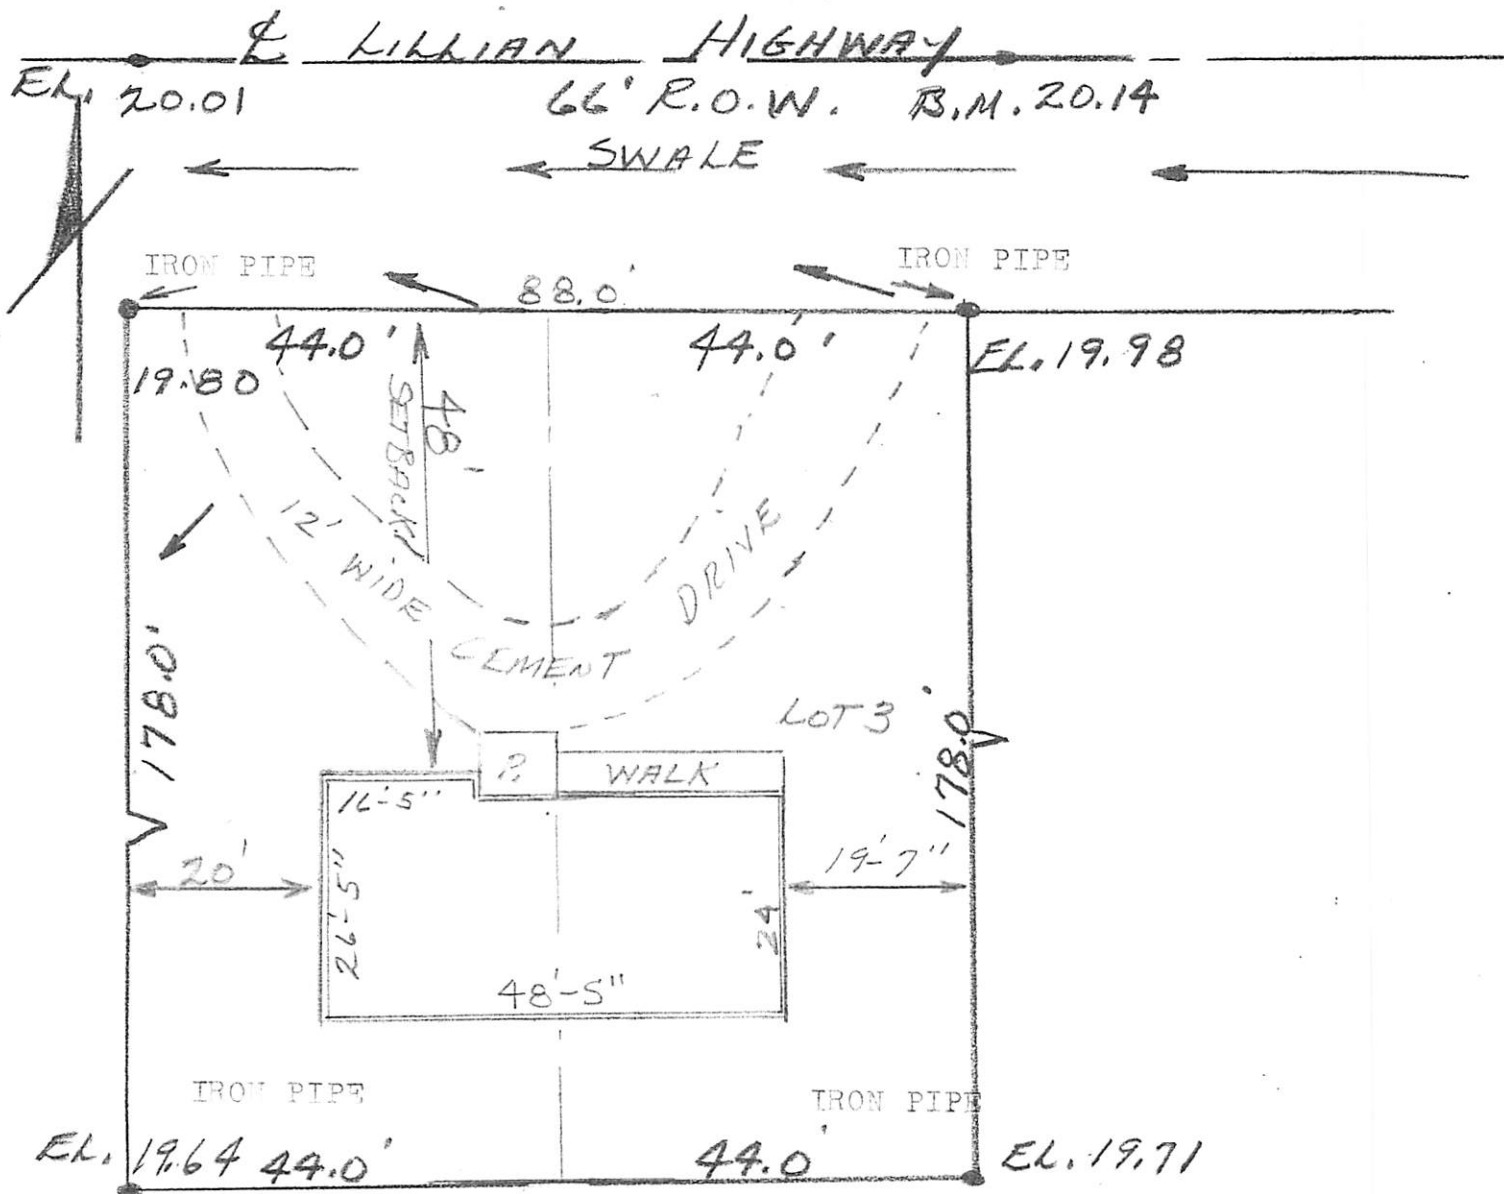 ℄ LILLIAN HIGHWAY
EL. 20.01 66' R.O.W. B.M. 20.14
SWALE
IRON PIPE IRON PIPE
88.0'
44.0' 44.0'
19.80 EL. 19.98
48'
SETBACK
12' WIDE CEMENT DRIVE
178.0'
178.0'
LOT 3
WALK
16'-5"
20' 19'-7"
26'-5"
24'
48'-5"
IRON PIPE IRON PIPE
EL. 19.64 44.0' 44.0' EL. 19.71